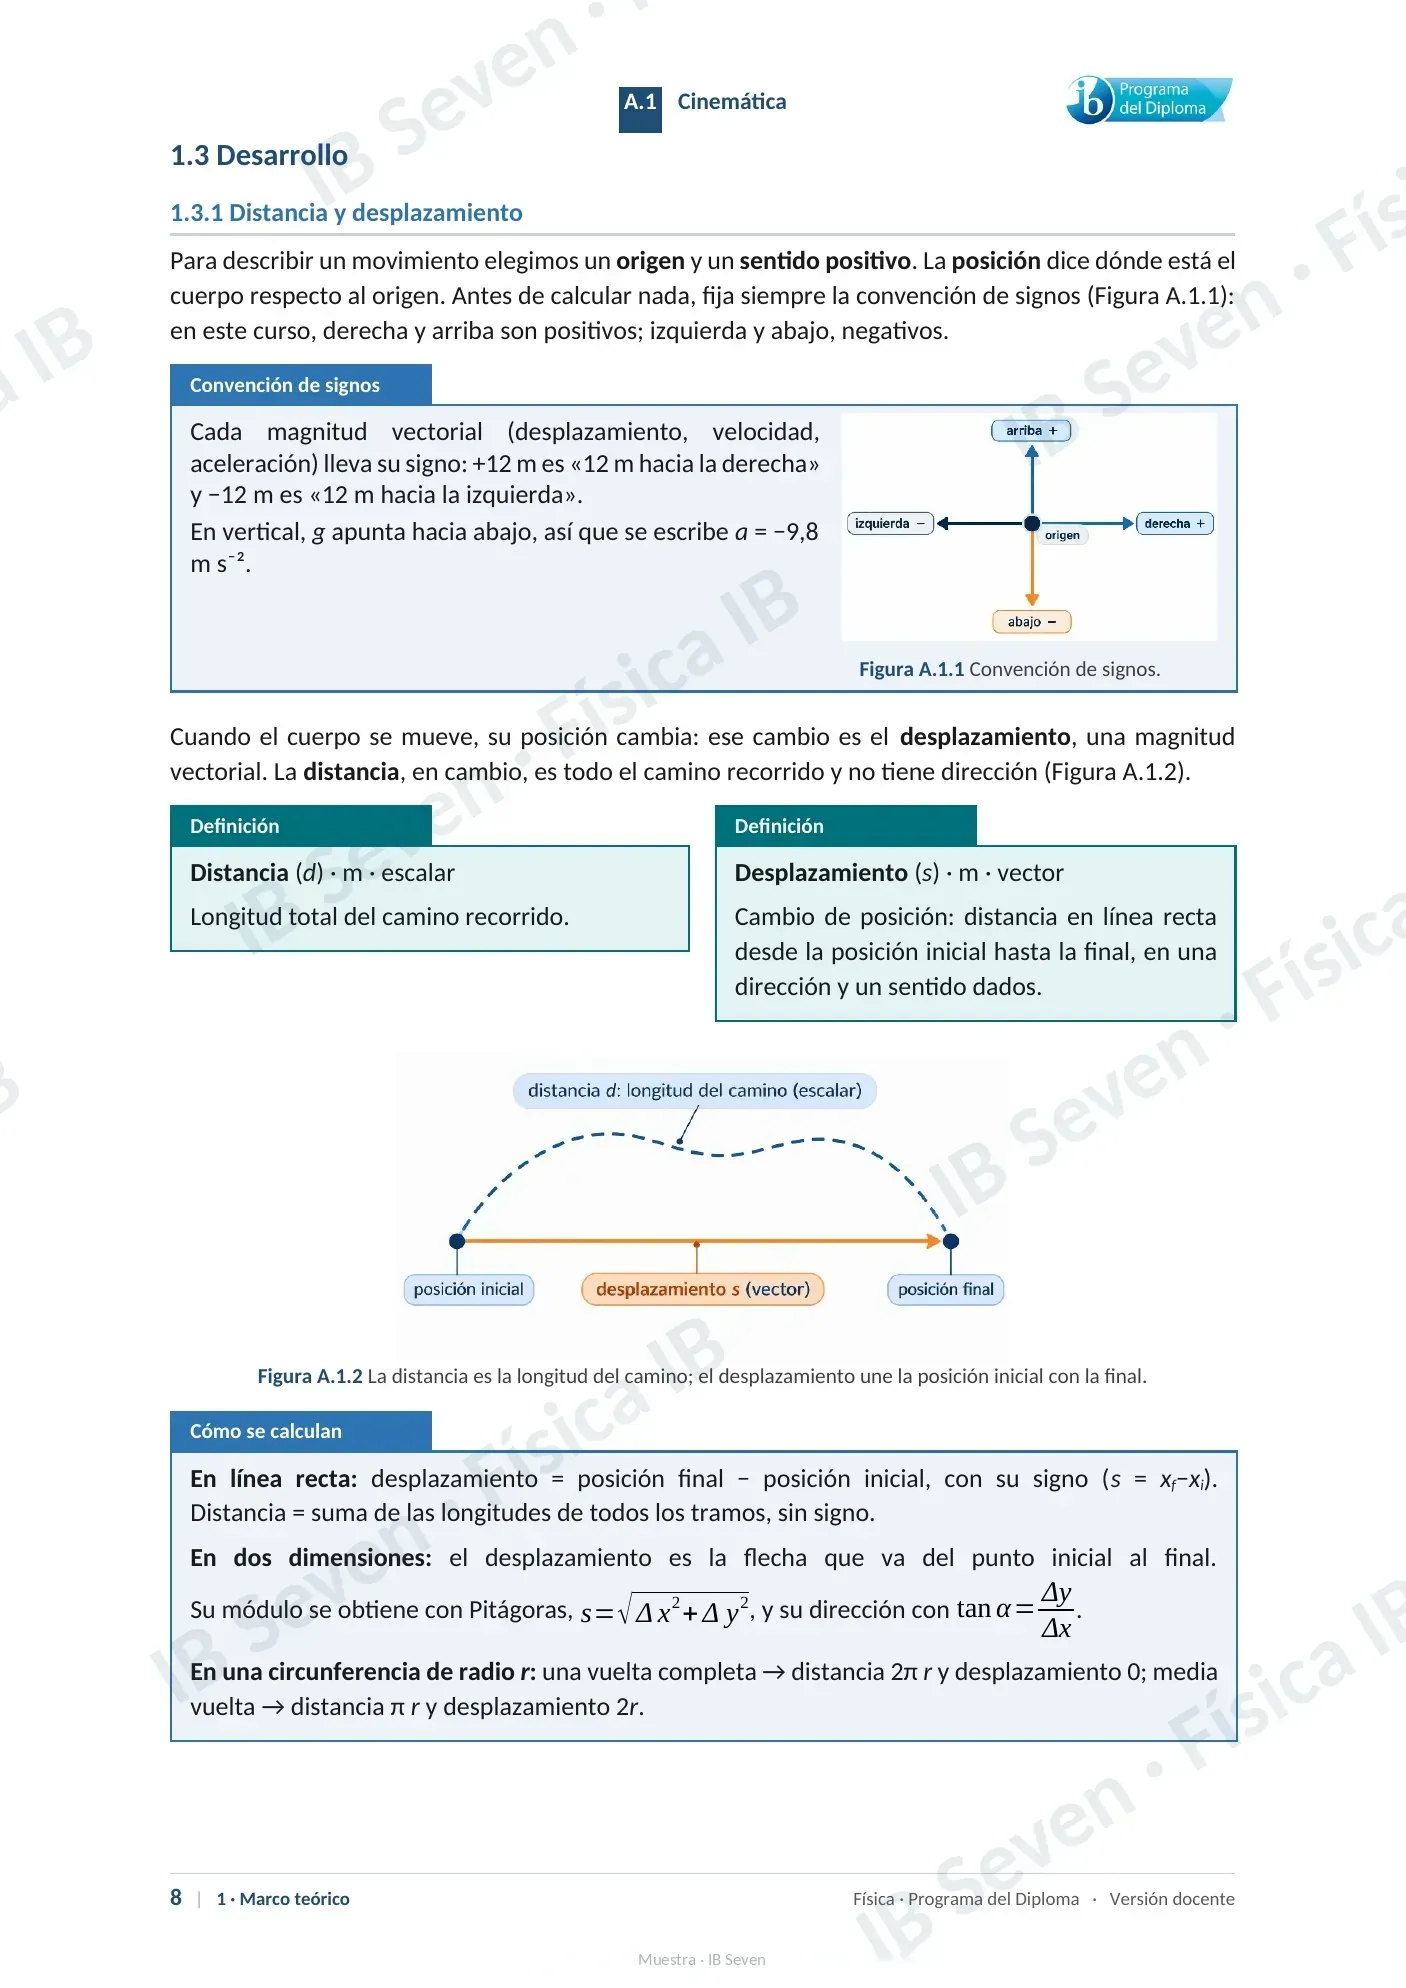 A.1 Cinemática
ib Programa
del Diploma
1.3 Desarrollo
1.3.1 Distancia y desplazamiento
Para describir un movimiento elegimos un origen y un sentido positivo. La posición dice dónde está el
cuerpo respecto al origen. Antes de calcular nada, fija siempre la convención de signos (Figura A.1.1):
en este curso, derecha y arriba son positivos; izquierda y abajo, negativos.
Convención de signos
Cada magnitud vectorial (desplazamiento, velocidad,
aceleración) lleva su signo: +12 m es «12 m hacia la derecha»
y −12 m es «12 m hacia la izquierda».
En vertical, g apunta hacia abajo, así que se escribe a = −9,8
m s⁻².
arriba +
izquierda −
derecha +
origen
abajo −
Figura A.1.1 Convención de signos.
Cuando el cuerpo se mueve, su posición cambia: ese cambio es el desplazamiento, una magnitud
vectorial. La distancia, en cambio, es todo el camino recorrido y no tiene dirección (Figura A.1.2).
Definición
Distancia (d) · m · escalar
Longitud total del camino recorrido.
Definición
Desplazamiento (s) · m · vector
Cambio de posición: distancia en línea recta
desde la posición inicial hasta la final, en una
dirección y un sentido dados.
distancia d: longitud del camino (escalar)
posición inicial
desplazamiento s (vector)
posición final
Figura A.1.2 La distancia es la longitud del camino; el desplazamiento une la posición inicial con la final.
Cómo se calculan
En línea recta: desplazamiento = posición final − posición inicial, con su signo (s = x_f−x_i).
Distancia = suma de las longitudes de todos los tramos, sin signo.
En dos dimensiones: el desplazamiento es la flecha que va del punto inicial al final.
Su módulo se obtiene con Pitágoras, s=√(Δx²+Δy²), y su dirección con tan α=Δy/Δx.
En una circunferencia de radio r: una vuelta completa → distancia 2π r y desplazamiento 0; media
vuelta → distancia π r y desplazamiento 2r.
8 | 1 · Marco teórico
Física · Programa del Diploma · Versión docente
Muestra · IB Seven
IB Seven · Física IB